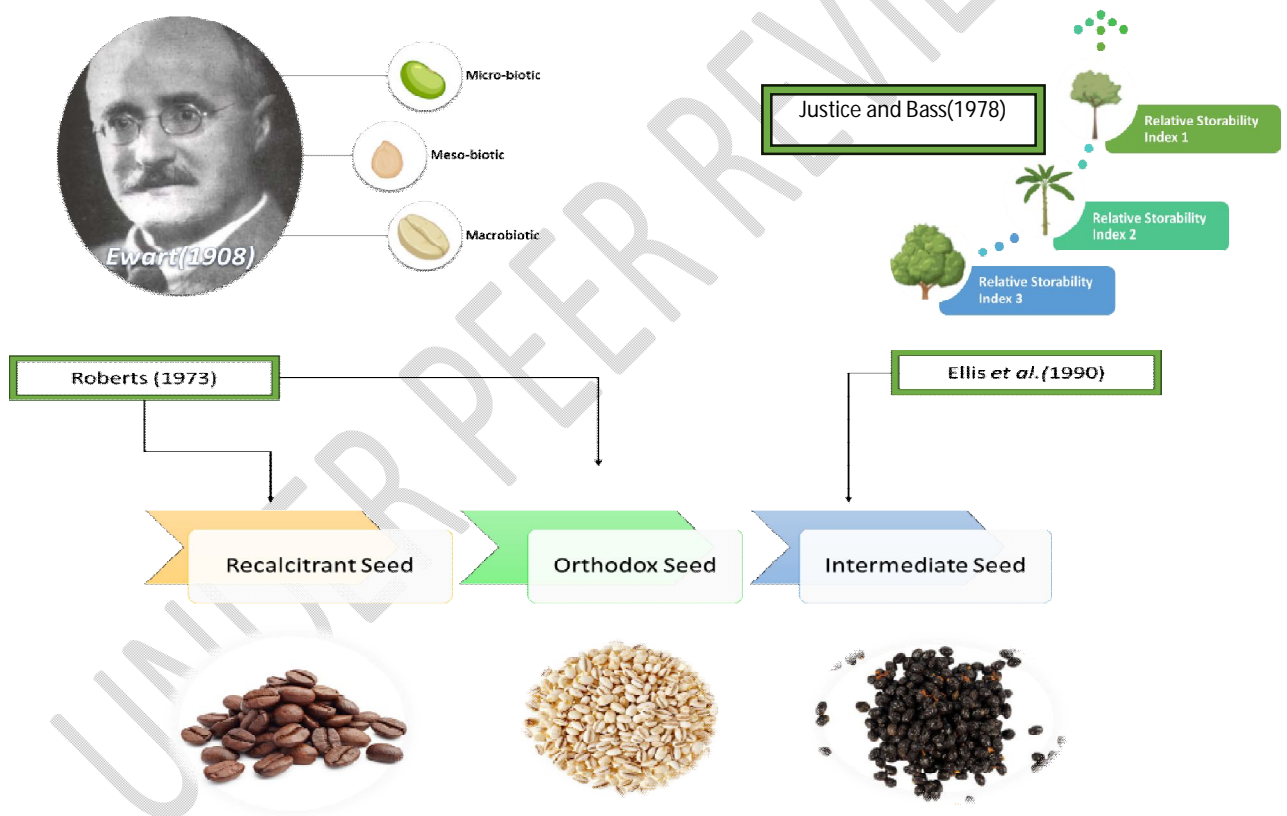 Micro-biotic
Meso-biotic
Macrobiotic
Ewart(1908)
Justice and Bass(1978)
Relative Storability
Index 1
Relative Storability
Index 2
Relative Storability
Index 3
Roberts (1973)
Ellis et al.(1990)
Recalcitrant Seed
Orthodox Seed
Intermediate Seed
UNDER PEER REVIEW